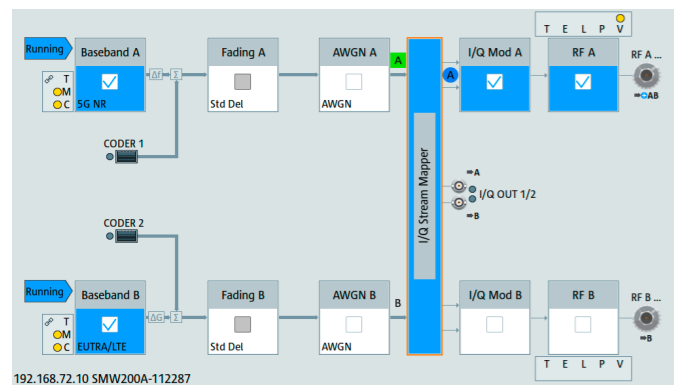 T E L P V
Running
Baseband A
Fading A
AWGN A
A
I/Q Mod A
RF A
RF A ...
T
M
C
Δf
Σ
A
5G NR
Std Del
AWGN
AB
CODER 1
I/Q Stream Mapper
A
I/Q OUT 1/2
B
CODER 2
Running
Baseband B
Fading B
AWGN B
B
I/Q Mod B
RF B
RF B ...
T
M
C
ΔG
Σ
EUTRA/LTE
Std Del
AWGN
B
T E L P V
192.168.72.10 SMW200A-112287